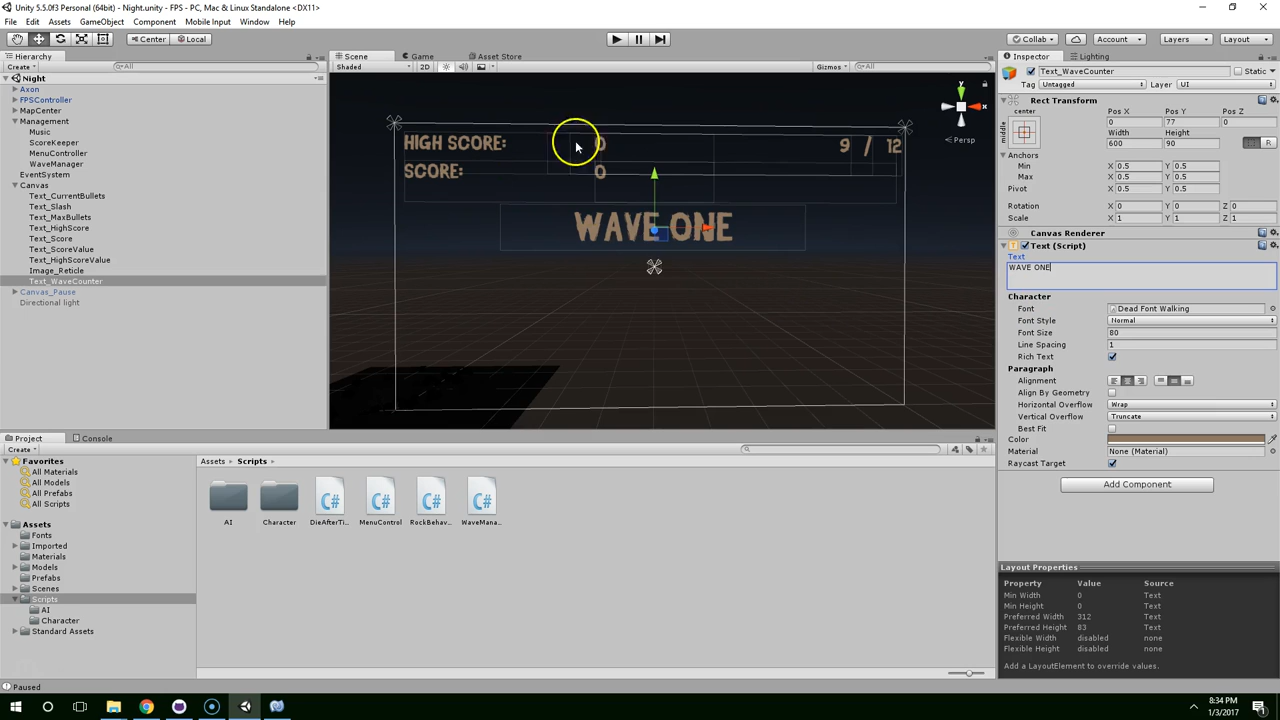 Unity 5.5.0f3 Personal (64bit) - Night.unity - FPS - PC, Mac & Linux Standalone <DX11>
File Edit Assets GameObject Component Mobile Input Window Help
Center Local Collab Account Layers Layout
Hierarchy Scene Game Asset Store Inspector Lighting
Create All Shaded 2D Gizmos All Text_WaveCounter Static
Night
Tag Untagged Layer UI
Axon
FPSController
MapControl
Management
Music
ScoreKeeper
MenuController
WaveManager
EventSystem
Canvas
Text_CurrentBullets
Text_Slash
Text_MaxBullets
Text_HighScore
Text_Score
Text_ScoreValue
Text_HighScoreValue
Image_Reticle
Text_WaveCounter
Canvas_Pause
Directional light
y
x
Persp
HIGH SCORE: 0 9 / 12
SCORE: 0
WAVE ONE
Rect Transform
center Pos X Pos Y Pos Z
middle 0 77 0
Width Height
600 90
R
Anchors
Min X 0.5 Y 0.5
Max X 0.5 Y 0.5
Pivot X 0.5 Y 0.5
Rotation X 0 Y 0 Z 0
Scale X 1 Y 1 Z 1
Canvas Renderer
Text (Script)
Text
WAVE ONE
Character
Font Dead Font Walking
Font Style Normal
Font Size 80
Line Spacing 1
Rich Text
Paragraph
Alignment
Align By Geometry
Horizontal Overflow Wrap
Vertical Overflow Truncate
Best Fit
Color
Material None (Material)
Raycast Target
Add Component
Layout Properties
Property Value Source
Min Width 0 Text
Min Height 0 Text
Preferred Width 312 Text
Preferred Height 83 Text
Flexible Width disabled none
Flexible Height disabled none
Add a LayoutElement to override values.
Project Console
Create
Favorites
All Materials
All Models
All Prefabs
All Scripts
Assets
Fonts
Imported
Materials
Models
Prefabs
Scenes
Scripts
AI
Character
Standard Assets
Assets Scripts
C# C# C# C#
AI Character DieAfterTi... MenuControl RockBehav... WaveMana...
Paused
8:34 PM
1/3/2017